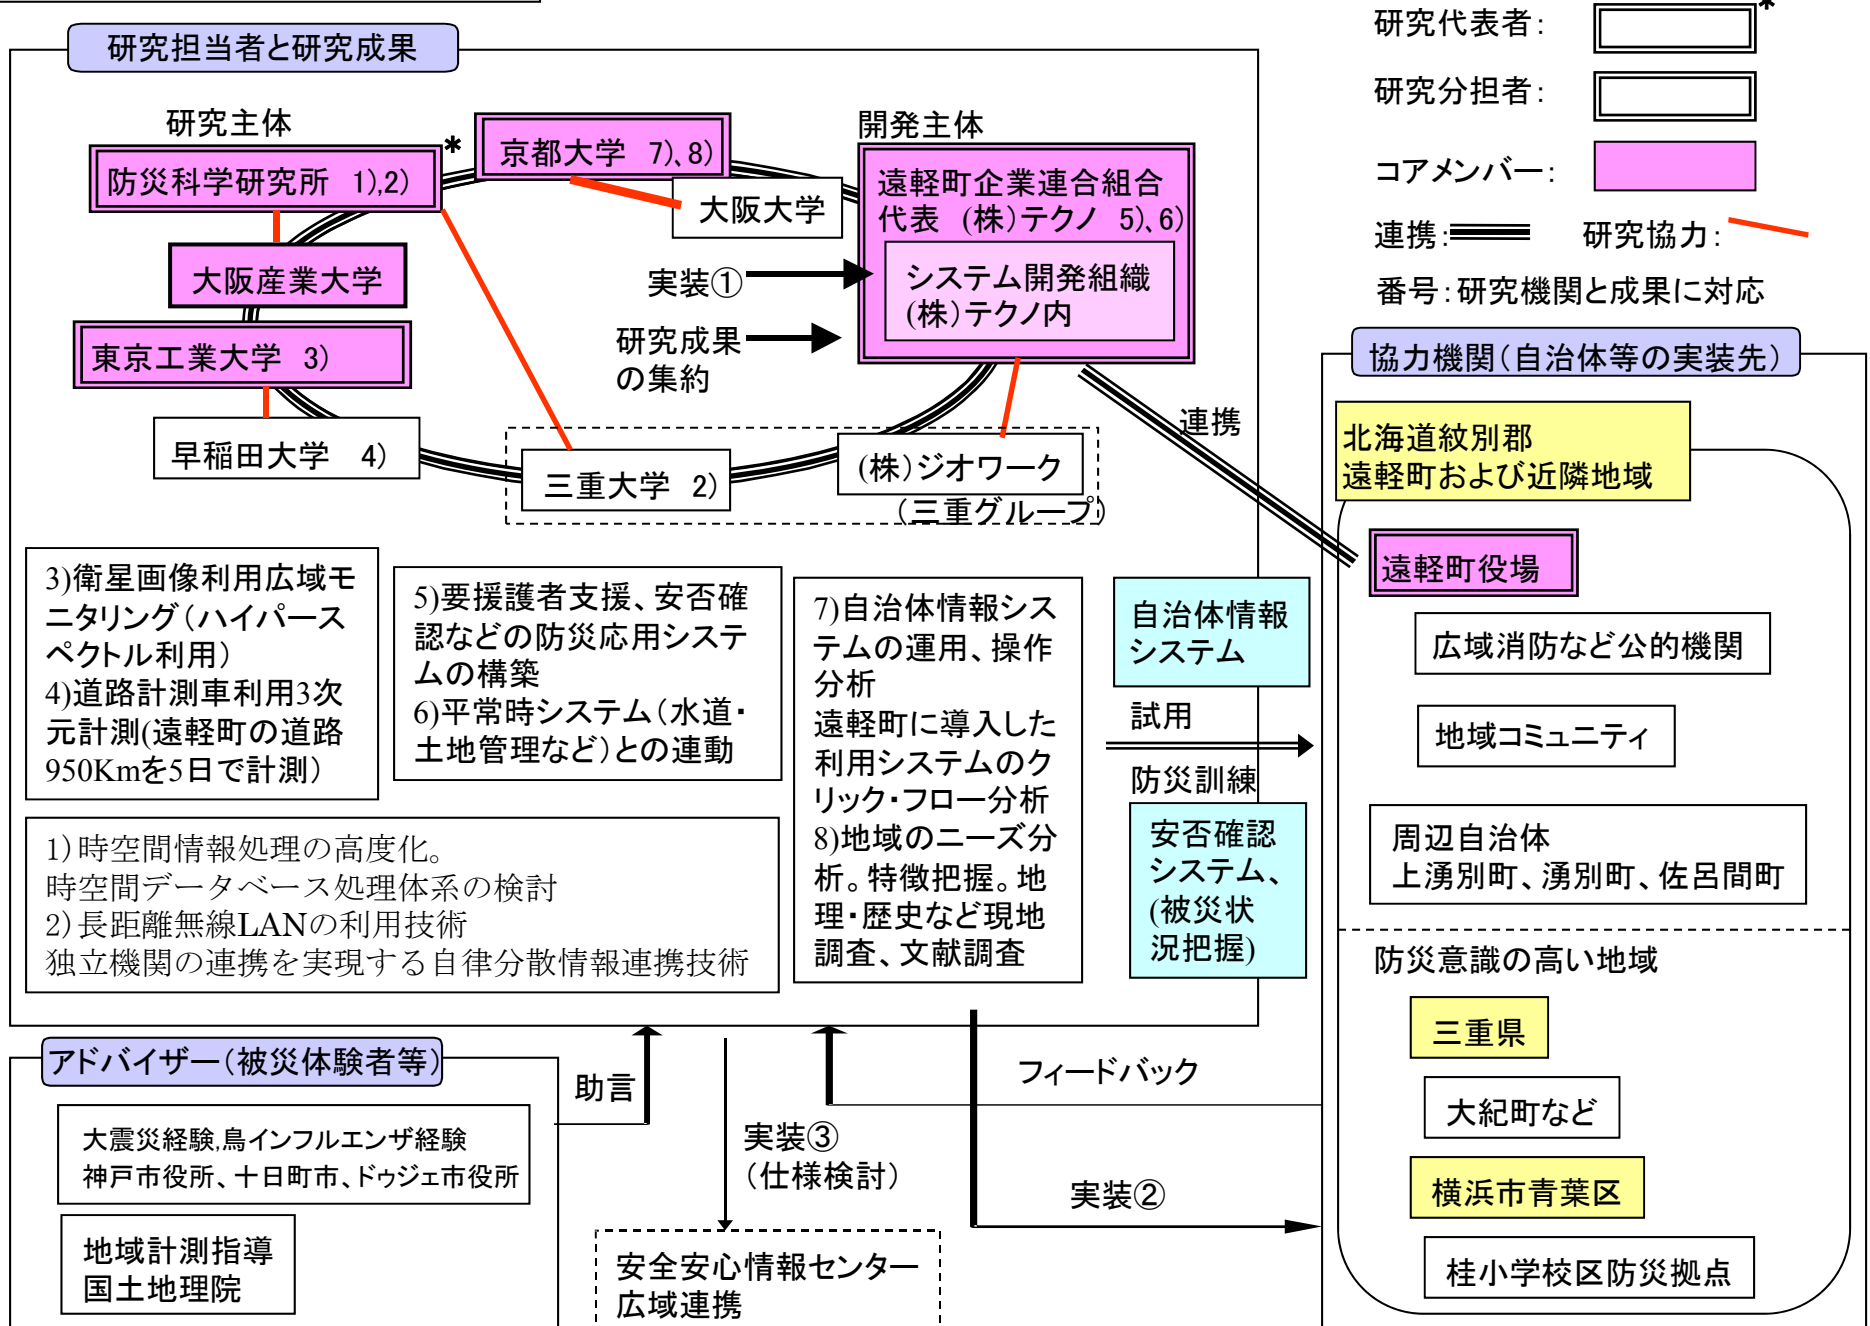 研究担当者と研究成果
研究主体
防災科学研究所 1),2)
*
京都大学 7)、8)
大阪大学
大阪産業大学
東京工業大学 3)
早稲田大学 4)
三重大学 2)
(株)ジオワーク
(三重グループ)
開発主体
遠軽町企業連合組合
代表 (株)テクノ 5)、6)
システム開発組織
(株)テクノ内
実装①
研究成果
の集約
連携
3)衛星画像利用広域モ
ニタリング(ハイパース
ペクトル利用)
4)道路計測車利用3次
元計測(遠軽町の道路
950Kmを5日で計測)
5)要援護者支援、安否確
認などの防災応用システ
ムの構築
6)平常時システム(水道・
土地管理など)との連動
7)自治体情報シス
テムの運用、操作
分析
遠軽町に導入した
利用システムのク
リック・フロー分析
8)地域のニーズ分
析。特徴把握。地
理・歴史など現地
調査、文献調査
1)時空間情報処理の高度化。
時空間データベース処理体系の検討
2)長距離無線LANの利用技術
独立機関の連携を実現する自律分散情報連携技術
自治体情報
システム
試用
防災訓練
安否確認
システム、
(被災状
況把握)
研究代表者:
*
研究分担者:
コアメンバー:
連携:
研究協力:
番号:研究機関と成果に対応
協力機関(自治体等の実装先)
北海道紋別郡
遠軽町および近隣地域
遠軽町役場
広域消防など公的機関
地域コミュニティ
周辺自治体
上湧別町、湧別町、佐呂間町
防災意識の高い地域
三重県
大紀町など
横浜市青葉区
桂小学校区防災拠点
アドバイザー(被災体験者等)
大震災経験,鳥インフルエンザ経験
神戸市役所、十日町市、ドゥジェ市役所
地域計測指導
国土地理院
助言
実装③
(仕様検討)
フィードバック
実装②
安全安心情報センター
広域連携